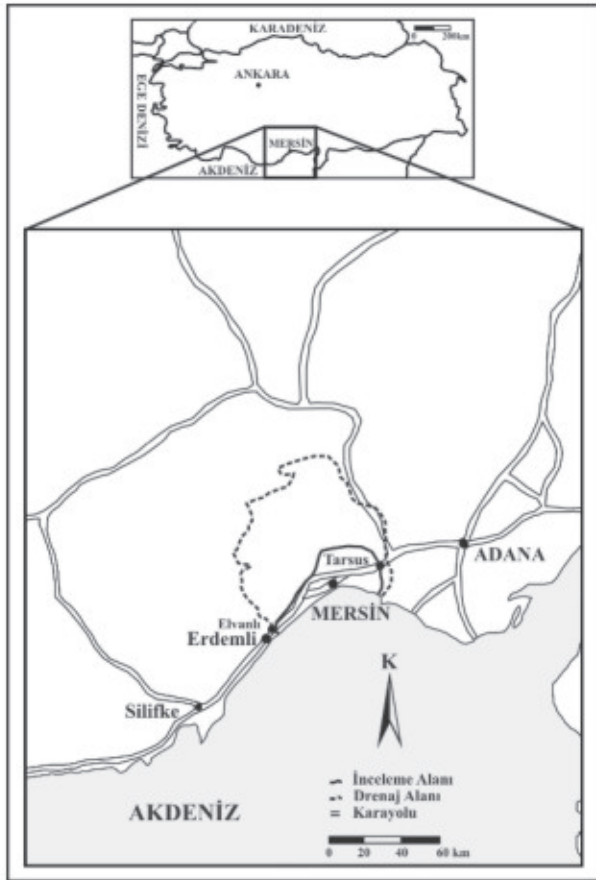 KARADENİZ
0 200km
ANKARA
EGE DENİZİ
MERSİN
AKDENİZ
Tarsus
ADANA
MERSİN
Elvanlı
Erdemli
K
Silifke
İnceleme Alanı
Drenaj Alanı
Karayolu
AKDENİZ
0 20 40 60 km